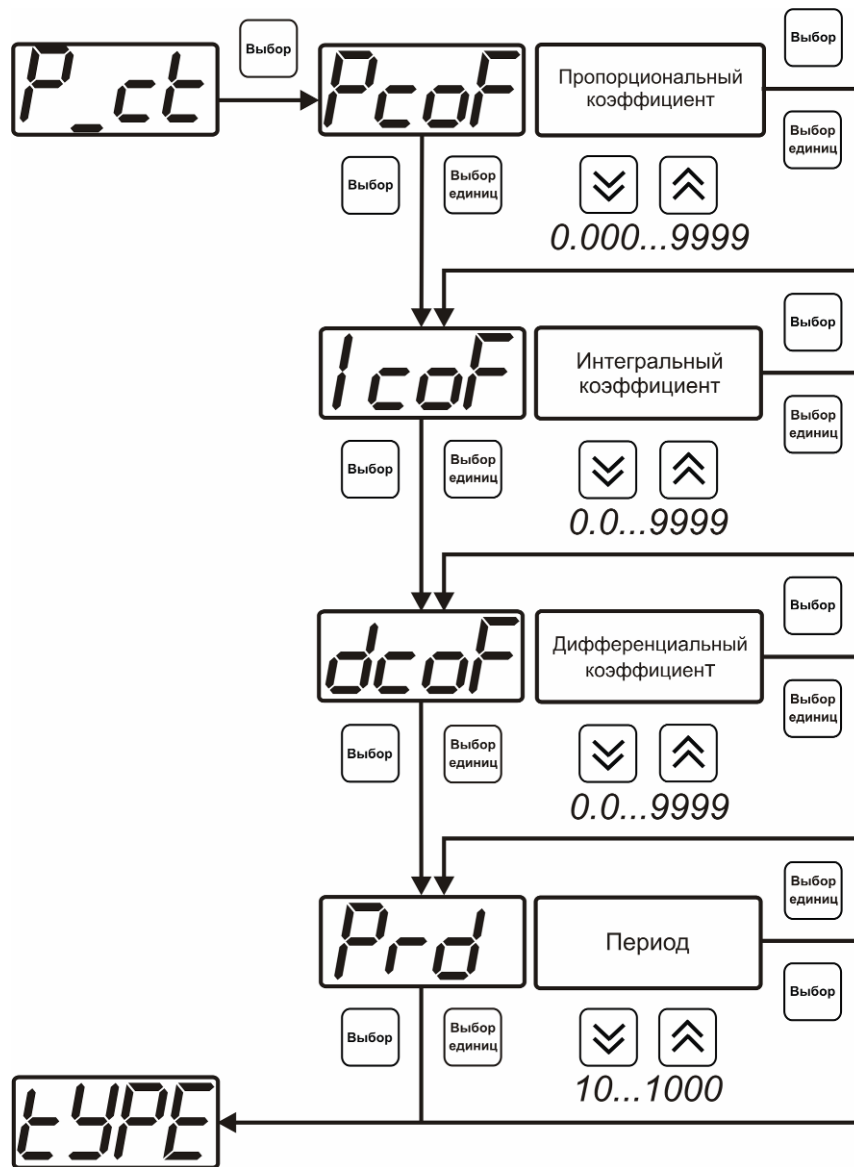 P_ct
Выбор
PcoF
Пропорциональный
коэффициент
Выбор
Выбор
единиц
Выбор
Выбор
единиц
0.000...9999
IcoF
Интегральный
коэффициент
Выбор
Выбор
единиц
Выбор
Выбор
единиц
0.0...9999
dcoF
Дифференциальный
коэффициент
Выбор
Выбор
единиц
Выбор
Выбор
единиц
0.0...9999
Prd
Период
Выбор
единиц
Выбор
Выбор
Выбор
единиц
10...1000
tYPE